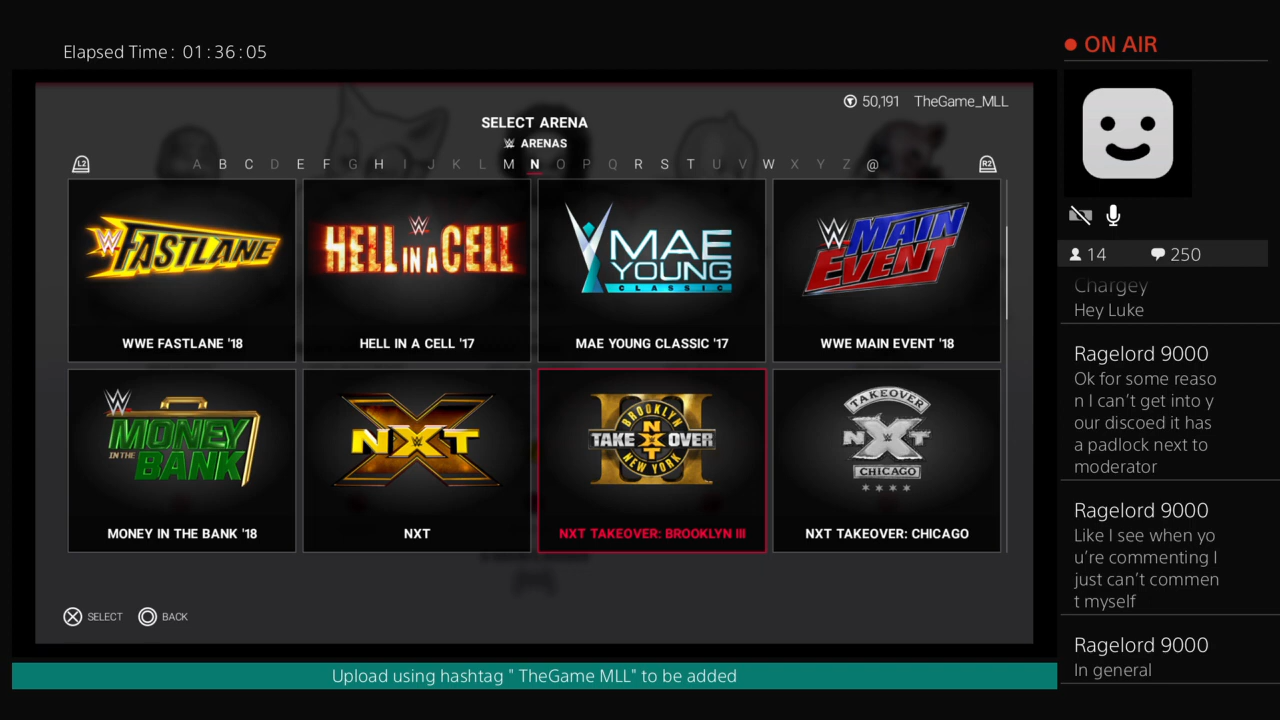 Elapsed Time: 01:36:05
ON AIR
50,191 TheGame_MLL
SELECT ARENA
ARENAS
L2
A B C D E F G H I J K L M N O P Q R S T U V W X Y Z @
R2
FASTLANE
WWE FASTLANE '18
HELL IN A CELL
HELL IN A CELL '17
MAE YOUNG
CLASSIC
MAE YOUNG CLASSIC '17
MAIN
EVENT
WWE MAIN EVENT '18
MONEY
IN THE
BANK
MONEY IN THE BANK '18
NXT
NXT
BROOKLYN
TAKE OVER
NXT
NEW YORK
NXT TAKEOVER: BROOKLYN III
TAKEOVER
NXT
CHICAGO
NXT TAKEOVER: CHICAGO
SELECT BACK
Upload using hashtag " TheGame MLL" to be added
14 250
Chargey
Hey Luke
Ragelord 9000
Ok for some reaso
n I can't get into y
our discoed it has
a padlock next to
moderator
Ragelord 9000
Like I see when yo
u're commenting I
just can't commen
t myself
Ragelord 9000
In general